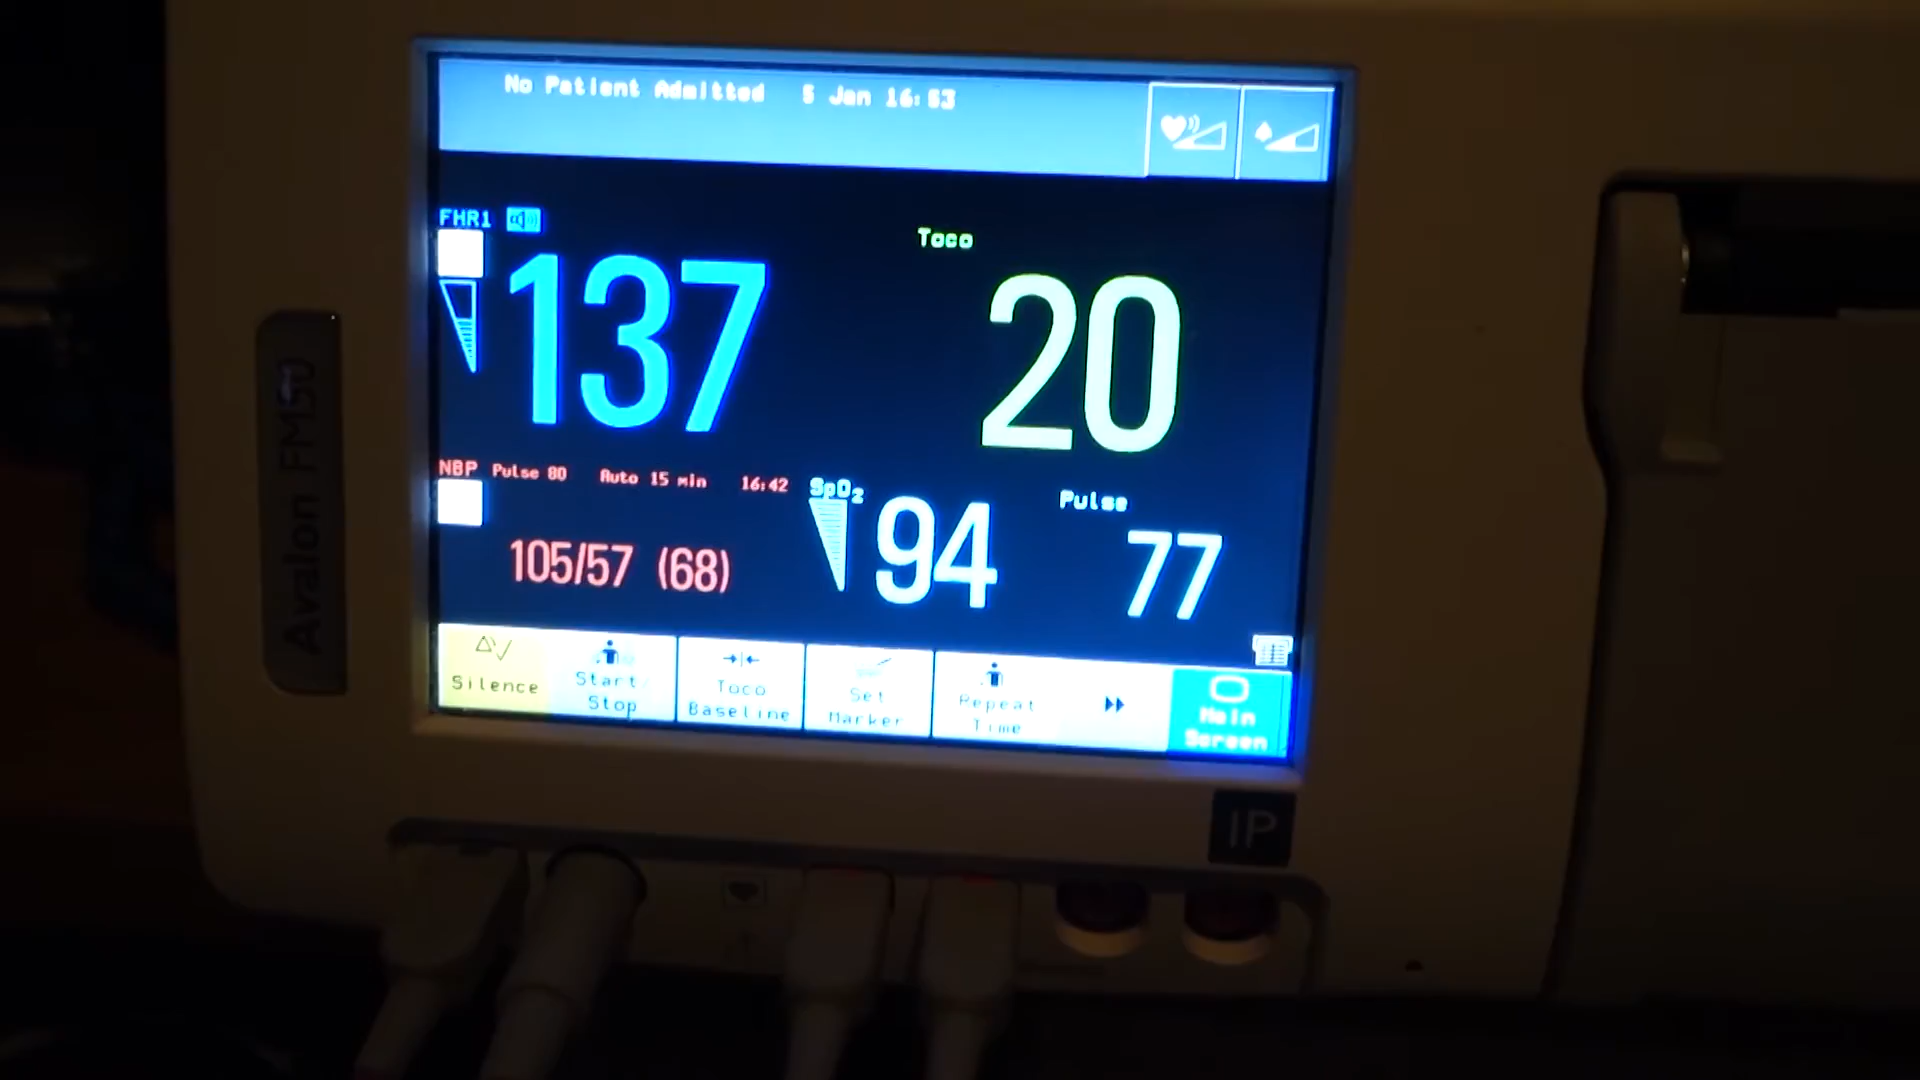 No Patient Admitted 5 Jan 16:53
FHR1
137
Toco
20
NBP Pulse 80 Auto 15 min 16:42
105/57 (68)
SpO2
94
Pulse
77
Silence
Start/
Stop
Toco
Baseline
Set
Marker
Repeat
Time
Main
Screen
Avalon FM50
IP